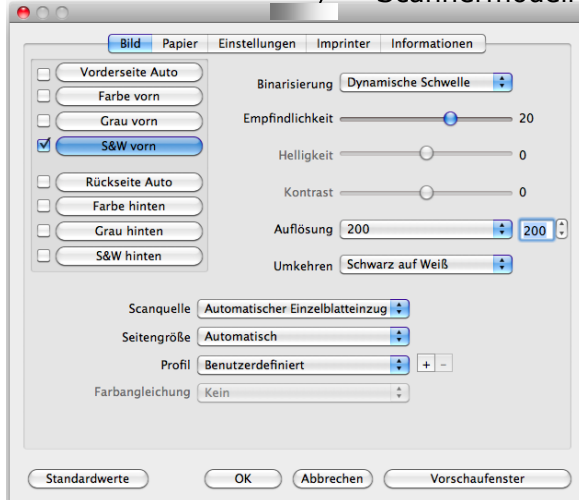 Scannermodell
Bild Papier Einstellungen Imprinter Informationen
Vorderseite Auto
Farbe vorn
Grau vorn
S&W vorn
Rückseite Auto
Farbe hinten
Grau hinten
S&W hinten
Binarisierung Dynamische Schwelle
Empfindlichkeit 20
Helligkeit 0
Kontrast 0
Auflösung 200 200
Umkehren Schwarz auf Weiß
Scanquelle Automatischer Einzelblatteinzug
Seitengröße Automatisch
Profil Benutzerdefiniert + -
Farbangleichung Kein
Standardwerte OK Abbrechen Vorschaufenster